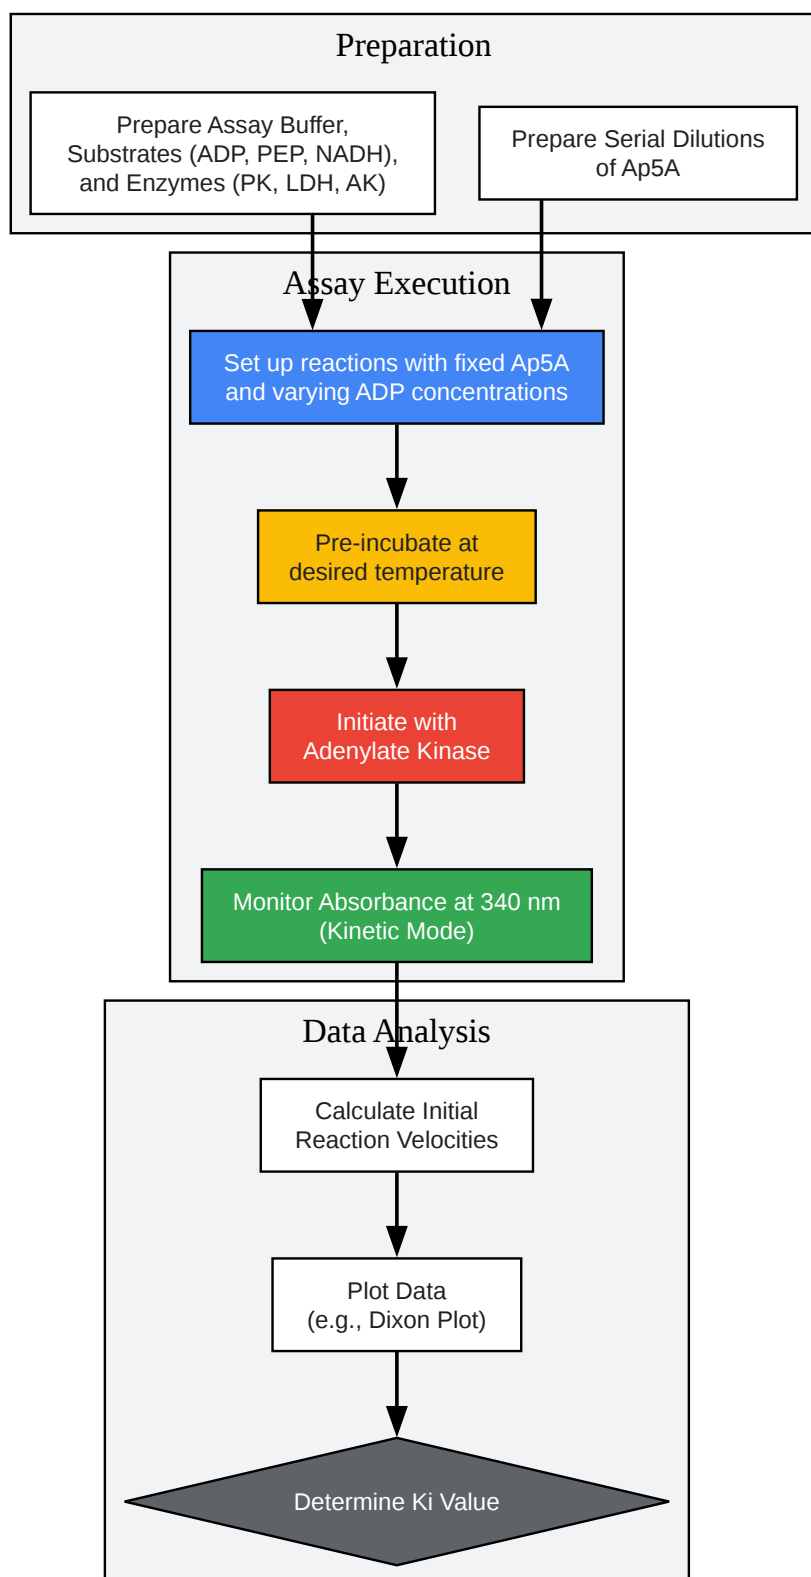 Preparation
Prepare Assay Buffer,
Substrates (ADP, PEP, NADH),
and Enzymes (PK, LDH, AK)
Prepare Serial Dilutions
of Ap5A
Assay Execution
Set up reactions with fixed Ap5A
and varying ADP concentrations
Pre-incubate at
desired temperature
Initiate with
Adenylate Kinase
Monitor Absorbance at 340 nm
(Kinetic Mode)
Data Analysis
Calculate Initial
Reaction Velocities
Plot Data
(e.g., Dixon Plot)
Determine Ki Value